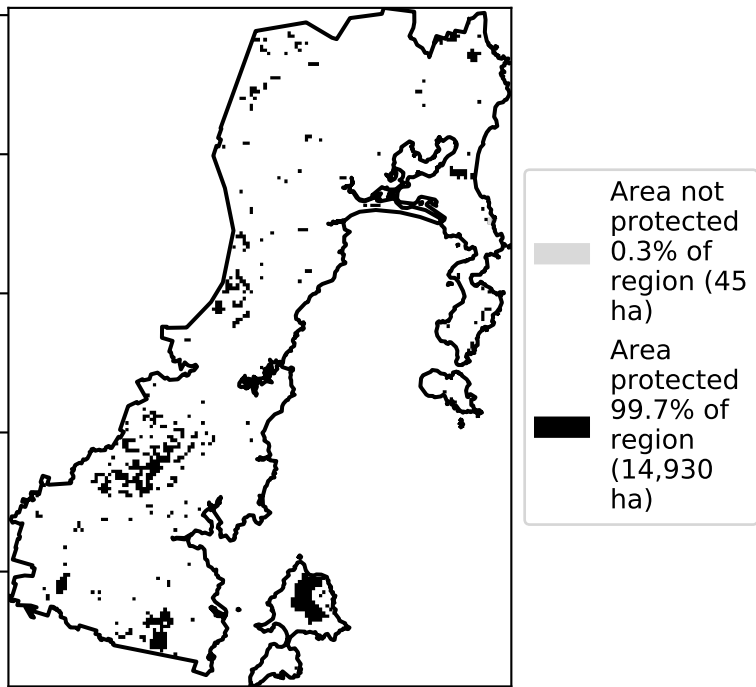 Area not
protected
0.3% of
region (45
ha)
Area
protected
99.7% of
region
(14,930
ha)